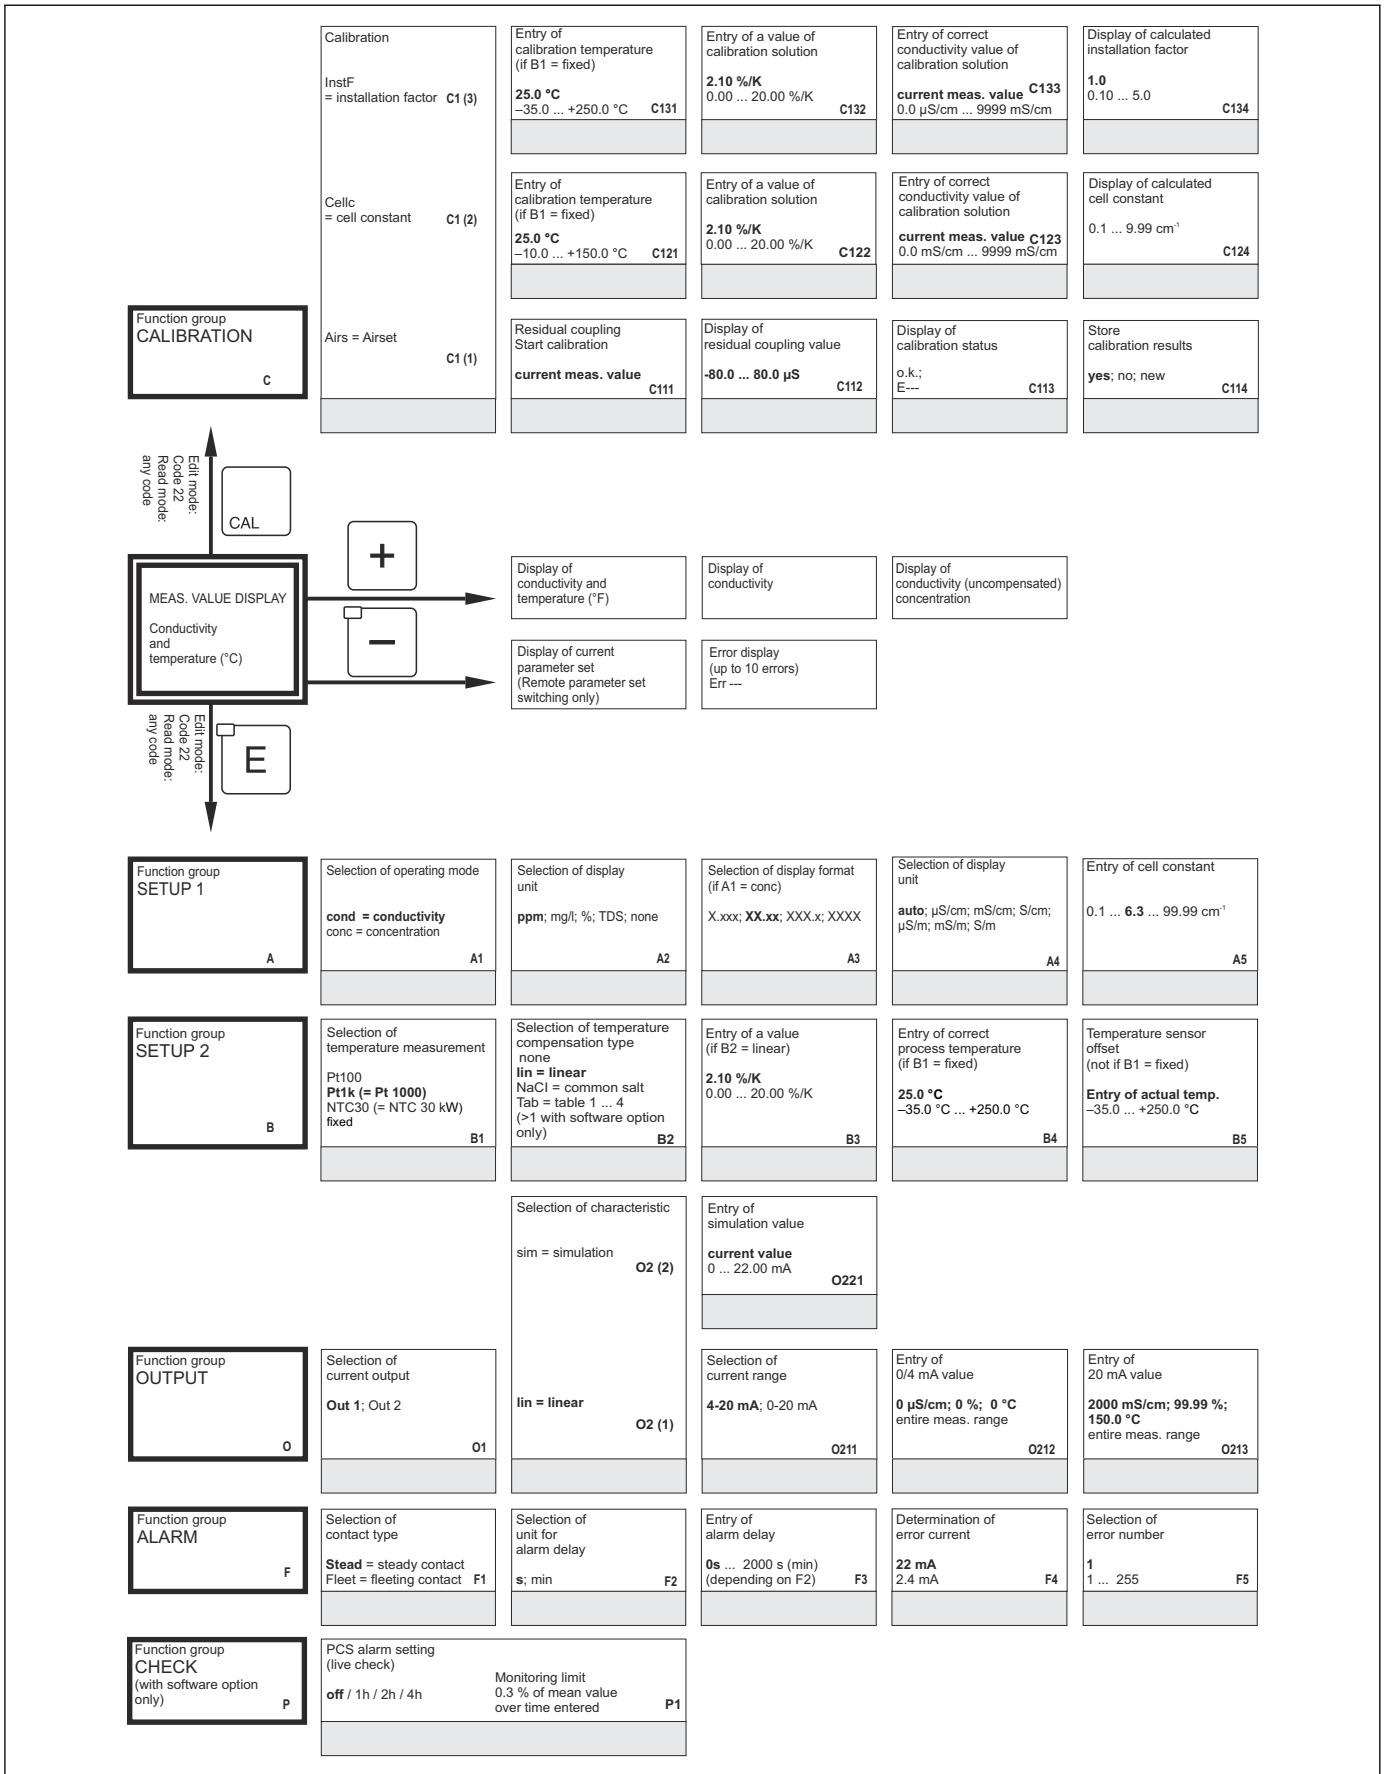 Calibration
InstF
= installation factor C1 (3)
Entry of
calibration temperature
(if B1 = fixed)
25.0 °C
–35.0 ... +250.0 °C C131
Entry of a value of
calibration solution
2.10 %/K
0.00 ... 20.00 %/K
C132
Entry of correct
conductivity value of
calibration solution
current meas. value C133
0.0 µS/cm ... 9999 mS/cm
Display of calculated
installation factor
1.0
0.10 ... 5.0
C134
Cellc
= cell constant C1 (2)
Entry of
calibration temperature
(if B1 = fixed)
25.0 °C
–10.0 ... +150.0 °C C121
Entry of a value of
calibration solution
2.10 %/K
0.00 ... 20.00 %/K
C122
Entry of correct
conductivity value of
calibration solution
current meas. value C123
0.0 mS/cm ... 9999 mS/cm
Display of calculated
cell constant
0.1 ... 9.99 cm-1
C124
Function group
CALIBRATION
C
Airs = Airset
C1 (1)
Residual coupling
Start calibration
current meas. value
C111
Display of
residual coupling value
-80.0 ... 80.0 µS
C112
Display of
calibration status
o.k.;
E---
C113
Store
calibration results
yes; no; new
C114
Edit mode:
Code 22
Read mode:
any code
CAL
+
MEAS. VALUE DISPLAY
Conductivity
and
temperature (°C)
Display of
conductivity and
temperature (°F)
Display of
conductivity
Display of
conductivity (uncompensated)
concentration
–
Display of current
parameter set
(Remote parameter set
switching only)
Error display
(up to 10 errors)
Err ---
Edit mode:
Code 22
Read mode:
any code
E
Function group
SETUP 1
A
Selection of operating mode
cond = conductivity
conc = concentration
A1
Selection of display
unit
ppm; mg/l; %; TDS; none
A2
Selection of display format
(if A1 = conc)
X.xxx; XX.xx; XXX.x; XXXX
A3
Selection of display
unit
auto; µS/cm; mS/cm; S/cm;
µS/m; mS/m; S/m
A4
Entry of cell constant
0.1 ... 6.3 ... 99.99 cm-1
A5
Function group
SETUP 2
B
Selection of
temperature measurement
Pt100
Pt1k (= Pt 1000)
NTC30 (= NTC 30 kW)
fixed
B1
Selection of temperature
compensation type
none
lin = linear
NaCl = common salt
Tab = table 1 ... 4
(>1 with software option
only)
B2
Entry of a value
(if B2 = linear)
2.10 %/K
0.00 ... 20.00 %/K
B3
Entry of correct
process temperature
(if B1 = fixed)
25.0 °C
–35.0 °C ... +250.0 °C
B4
Temperature sensor
offset
(not if B1 = fixed)
Entry of actual temp.
–35.0 ... +250.0 °C
B5
Selection of characteristic
sim = simulation
O2 (2)
Entry of
simulation value
current value
0 ... 22.00 mA
O221
Function group
OUTPUT
O
Selection of
current output
Out 1; Out 2
O1
lin = linear
O2 (1)
Selection of
current range
4-20 mA; 0-20 mA
O211
Entry of
0/4 mA value
0 µS/cm; 0 %; 0 °C
entire meas. range
O212
Entry of
20 mA value
2000 mS/cm; 99.99 %;
150.0 °C
entire meas. range
O213
Function group
ALARM
F
Selection of
contact type
Stead = steady contact
Fleet = fleeting contact F1
Selection of
unit for
alarm delay
s; min
F2
Entry of
alarm delay
0s ... 2000 s (min)
(depending on F2) F3
Determination of
error current
22 mA
2.4 mA
F4
Selection of
error number
1
1 ... 255
F5
Function group
CHECK
(with software option
only)
P
PCS alarm setting
(live check)
off / 1h / 2h / 4h
Monitoring limit
0.3 % of mean value
over time entered
P1